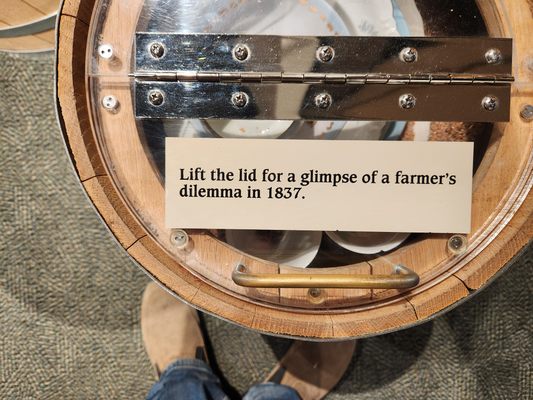 Lift the lid for a glimpse of a farmer's
dilemma in 1837.